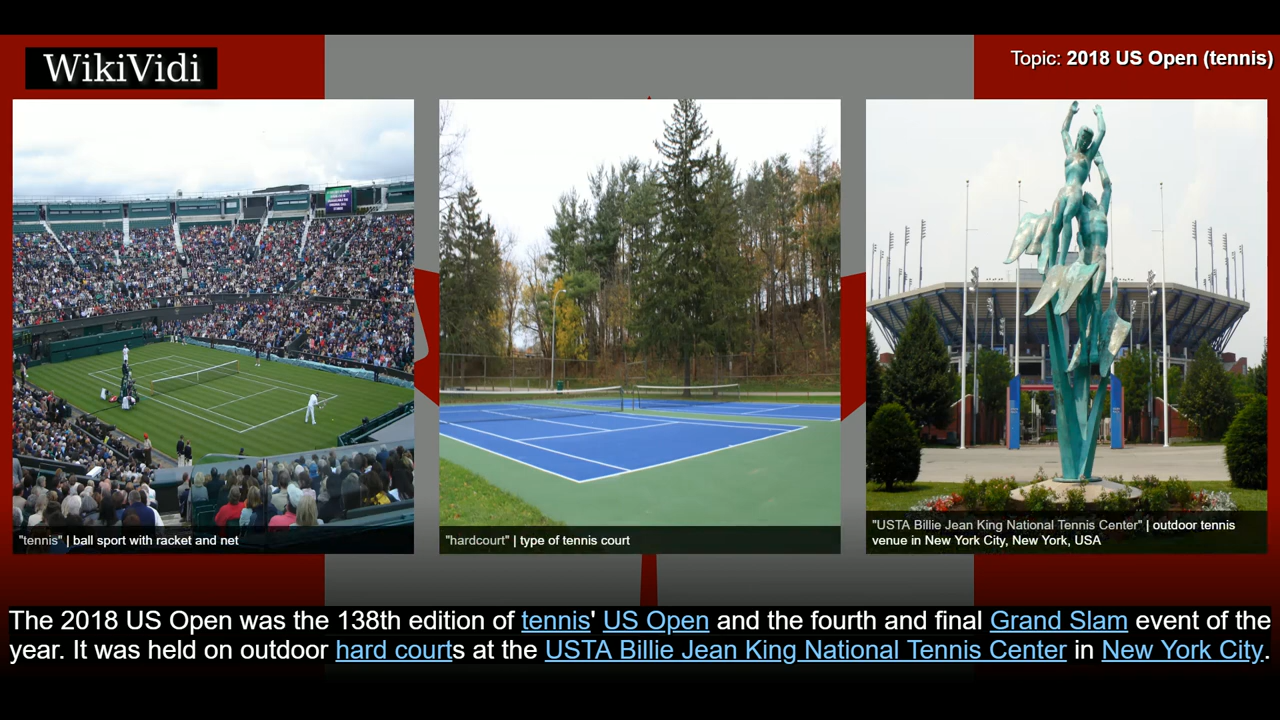 WikiVidi
Topic: 2018 US Open (tennis)
"tennis" | ball sport with racket and net
"hardcourt" | type of tennis court
"USTA Billie Jean King National Tennis Center" | outdoor tennis
venue in New York City, New York, USA
The 2018 US Open was the 138th edition of tennis' US Open and the fourth and final Grand Slam event of the
year. It was held on outdoor hard courts at the USTA Billie Jean King National Tennis Center in New York City.